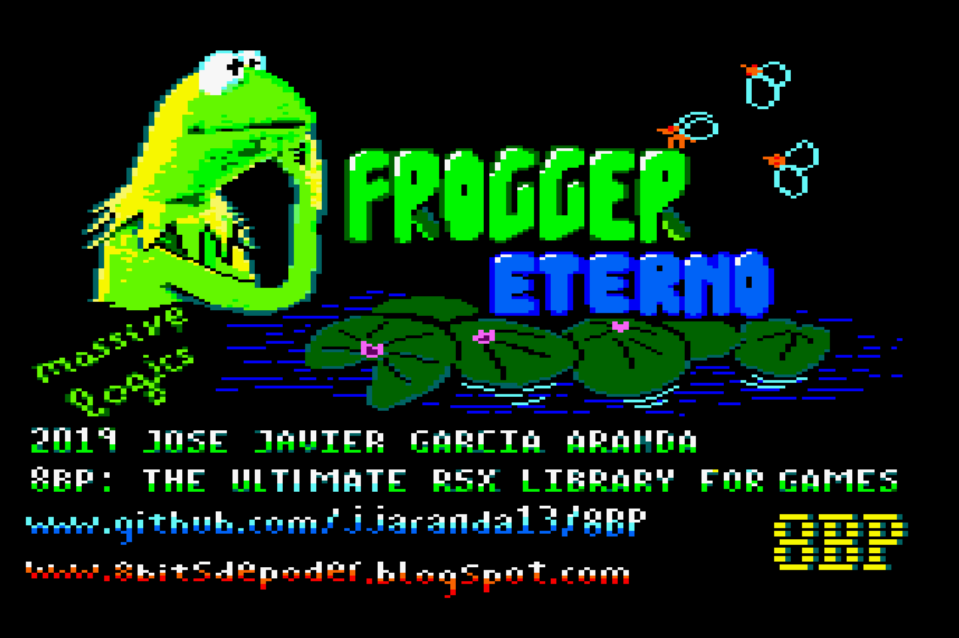 FROGGER
ETERNO
massive
logics
2019 JOSE JAVIER GARCIA ARANDA
8BP: THE ULTIMATE RSX LIBRARY FOR GAMES
www.github.com/jjaranda13/8BP
www.8bitsdepoder.blogspot.com
8BP